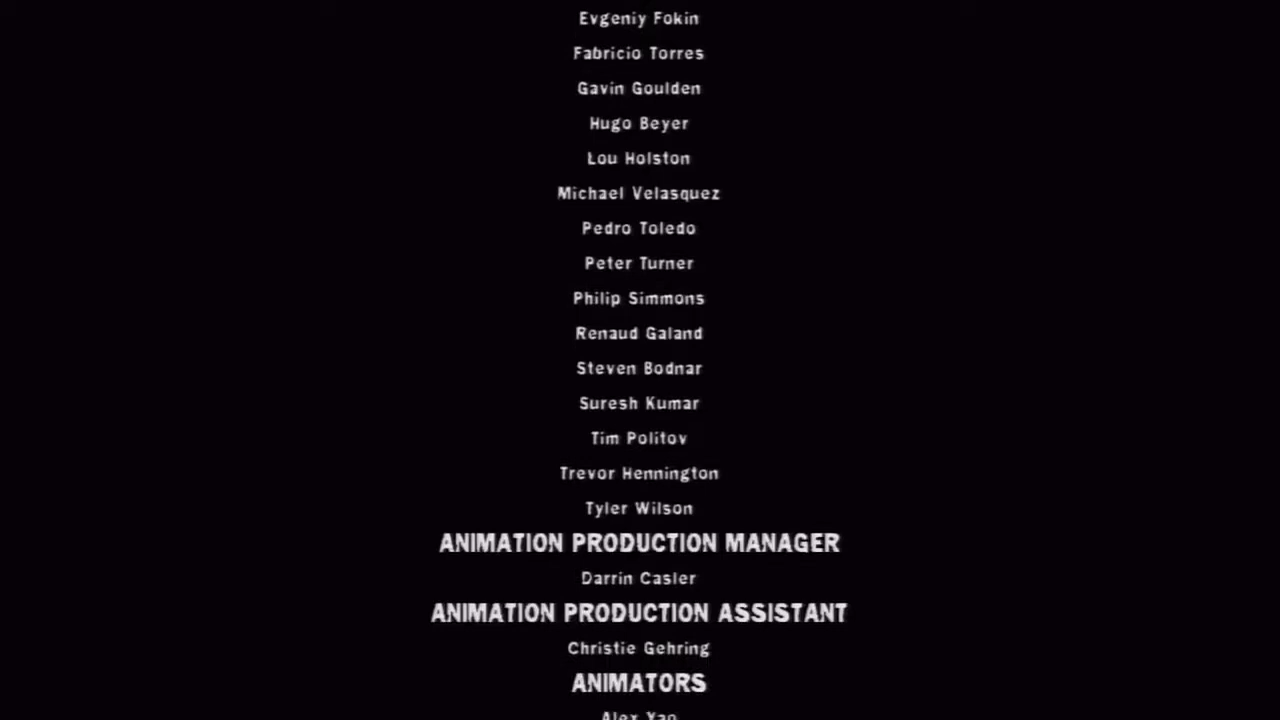 Evgeniy Fokin
Fabricio Torres
Gavin Goulden
Hugo Beyer
Lou Holston
Michael Velasquez
Pedro Toledo
Peter Turner
Philip Simmons
Renaud Galand
Steven Bodnar
Suresh Kumar
Tim Politov
Trevor Hennington
Tyler Wilson
ANIMATION PRODUCTION MANAGER
Darrin Casler
ANIMATION PRODUCTION ASSISTANT
Christie Gehring
ANIMATORS
Alex